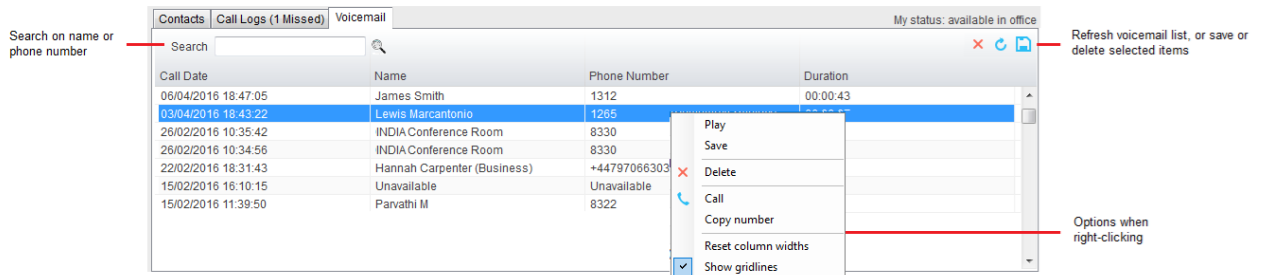 Contacts Call Logs (1 Missed) Voicemail My status: available in office
Search on name or
phone number
Search
Refresh voicemail list, or save or
delete selected items
Call Date Name Phone Number Duration
06/04/2016 18:47:05 James Smith 1312 00:00:43
03/04/2016 18:43:22 Lewis Marcantonio 1265
26/02/2016 10:35:42 INDIA Conference Room 8330
26/02/2016 10:34:56 INDIA Conference Room 8330
22/02/2016 18:31:43 Hannah Carpenter (Business) +44797066303
15/02/2016 16:10:15 Unavailable Unavailable
15/02/2016 11:39:50 Parvathi M 8322
Play
Save
Delete
Call
Copy number
Reset column widths
Show gridlines
Options when
right-clicking